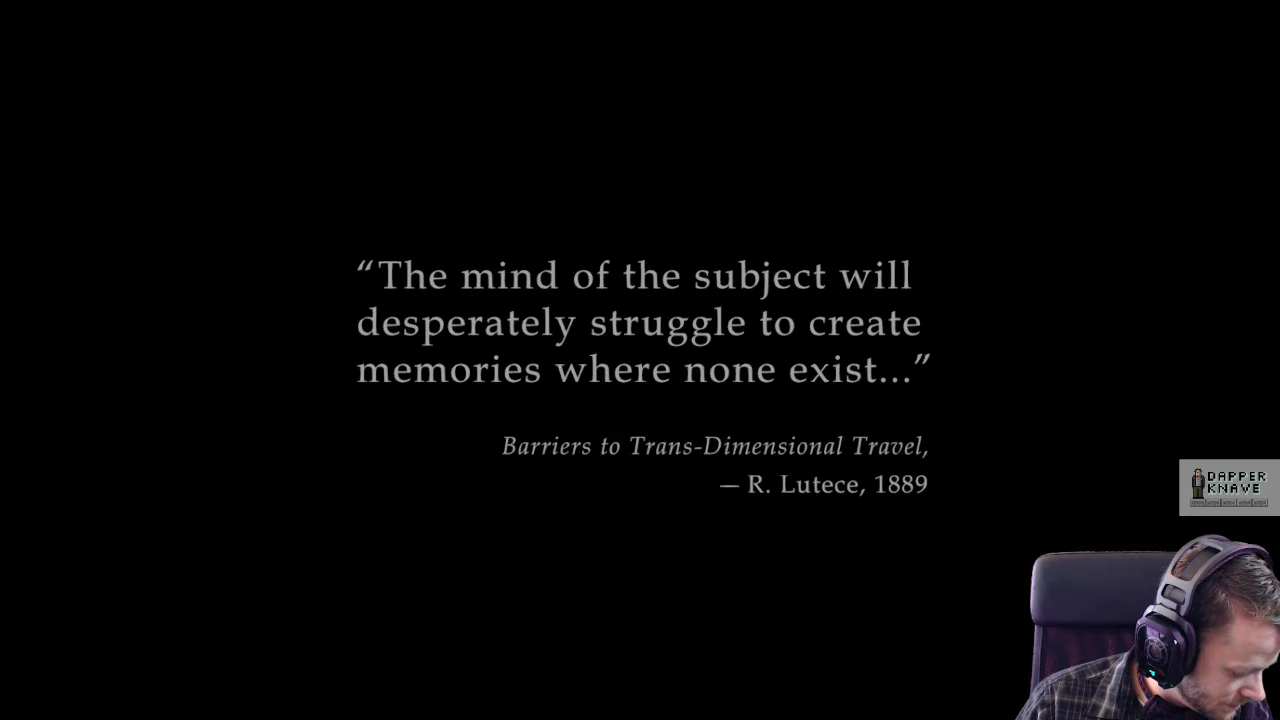 “The mind of the subject will
desperately struggle to create
memories where none exist...”
Barriers to Trans-Dimensional Travel,
— R. Lutece, 1889
DAPPER
KNAVE